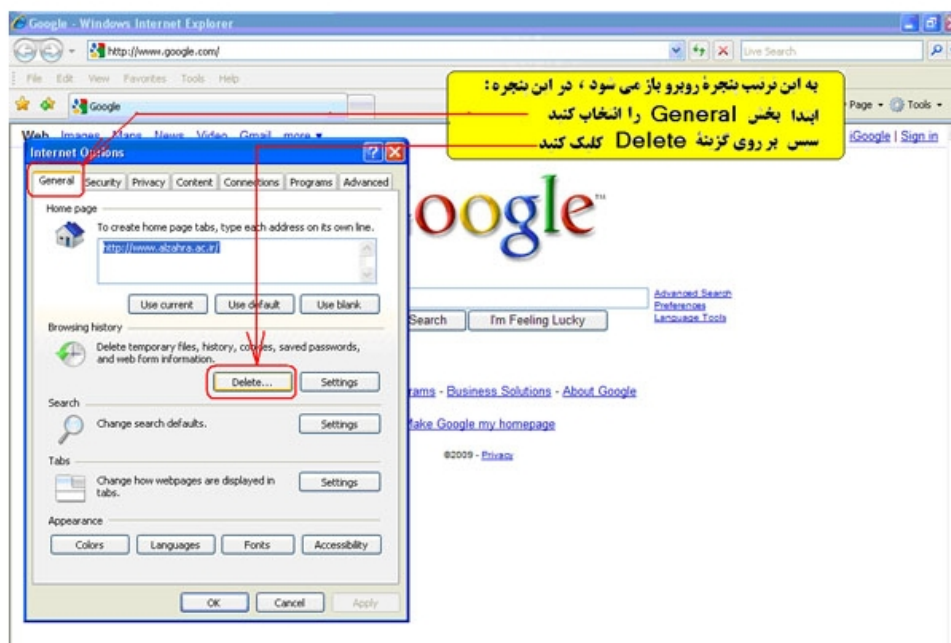 Google - Windows Internet Explorer
http://www.google.com/
Live Search
File Edit View Favorites Tools Help
Google
Page Tools
به این ترتیب پنجرهٔ روبرو باز می شود ، در این پنجره :
ابتدا بخش General را انتخاب کنید
سپس بر روی گزینهٔ Delete کلیک کنید
Web Images Maps News Video Gmail more
iGoogle | Sign in
Internet Options
General Security Privacy Content Connections Programs Advanced
Home page
To create home page tabs, type each address on its own line.
http://www.alzahra.ac.ir/
Use current Use default Use blank
Browsing history
Delete temporary files, history, cookies, saved passwords,
and web form information.
Delete... Settings
Search
Change search defaults.
Settings
Tabs
Change how webpages are displayed in
tabs.
Settings
Appearance
Colors Languages Fonts Accessibility
OK Cancel Apply
oogle™
Advanced Search
Preferences
Language Tools
Search I'm Feeling Lucky
rams - Business Solutions - About Google
Make Google my homepage
©2009 - Privacy